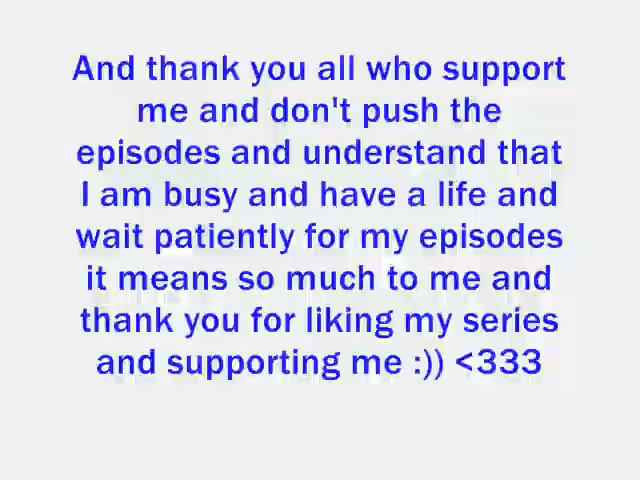 And thank you all who support
me and don't push the
episodes and understand that
I am busy and have a life and
wait patiently for my episodes
it means so much to me and
thank you for liking my series
and supporting me :)) <333